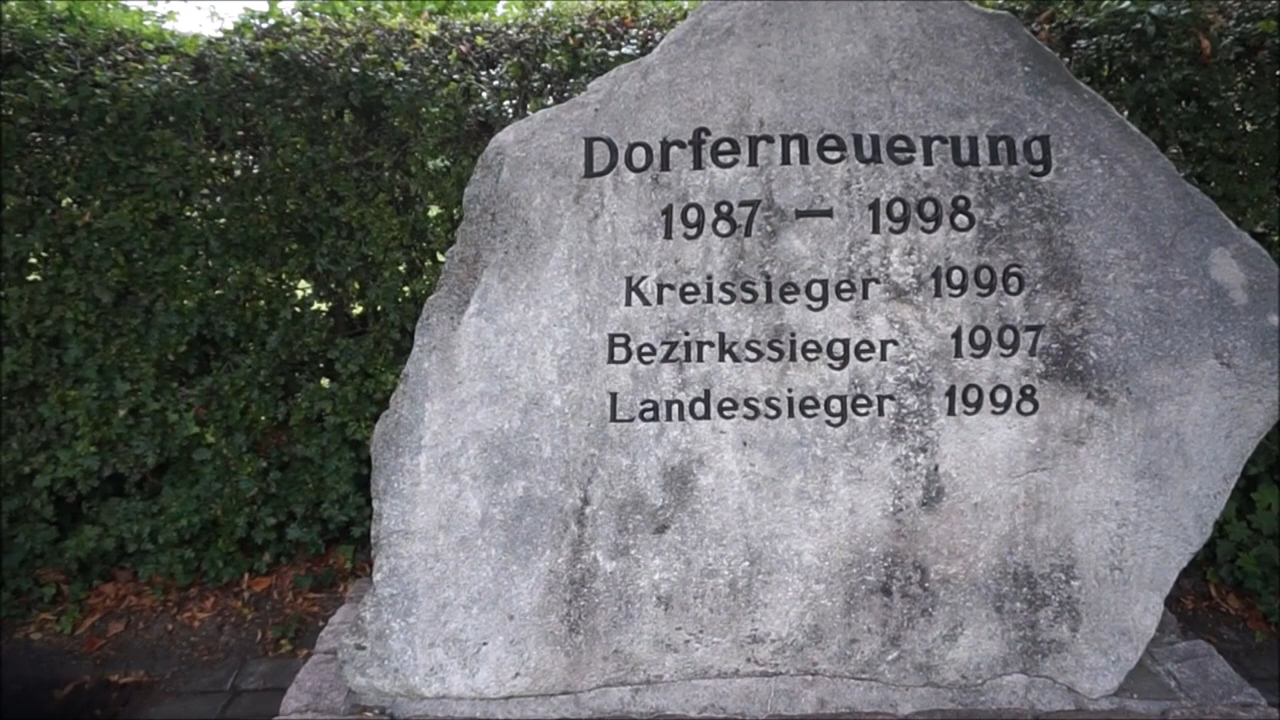 Dorferneuerung
1987 – 1998
Kreissieger 1996
Bezirkssieger 1997
Landessieger 1998